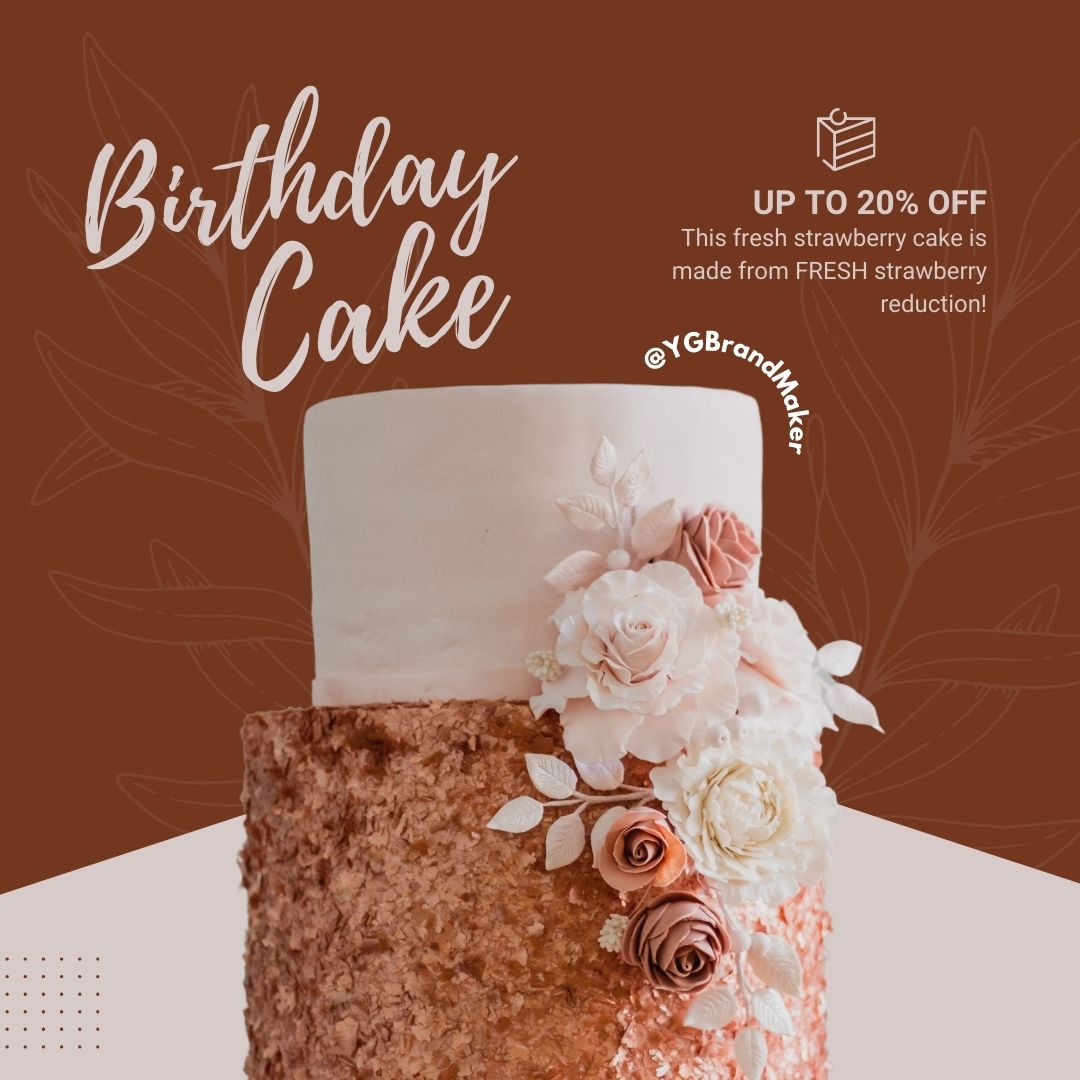 Birthday
Cake
UP TO 20% OFF
This fresh strawberry cake is
made from FRESH strawberry
reduction!
@YGBrandMaker